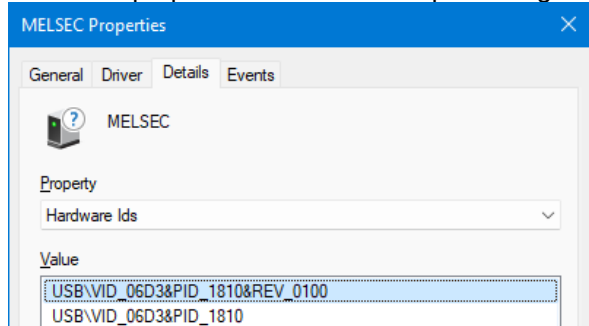 MELSEC Properties
General Driver Details Events
MELSEC
Property
Hardware Ids
Value
USB\VID_06D3&PID_1810&REV_0100
USB\VID_06D3&PID_1810